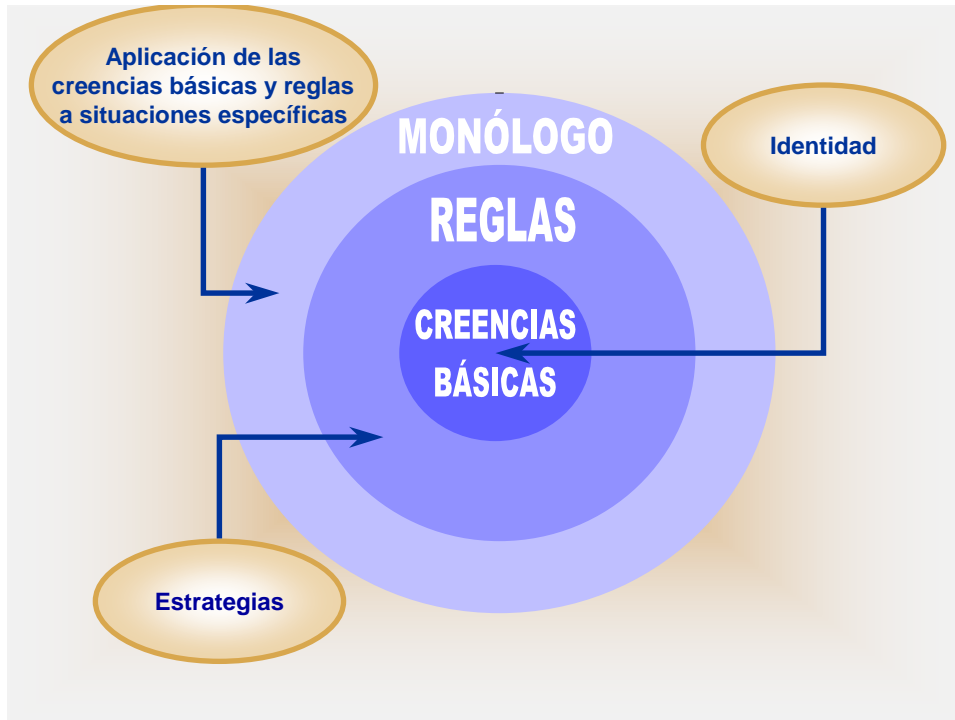 Aplicación de las
creencias básicas y reglas
a situaciones específicas
MONÓLOGO
Identidad
REGLAS
CREENCIAS
BÁSICAS
Estrategias